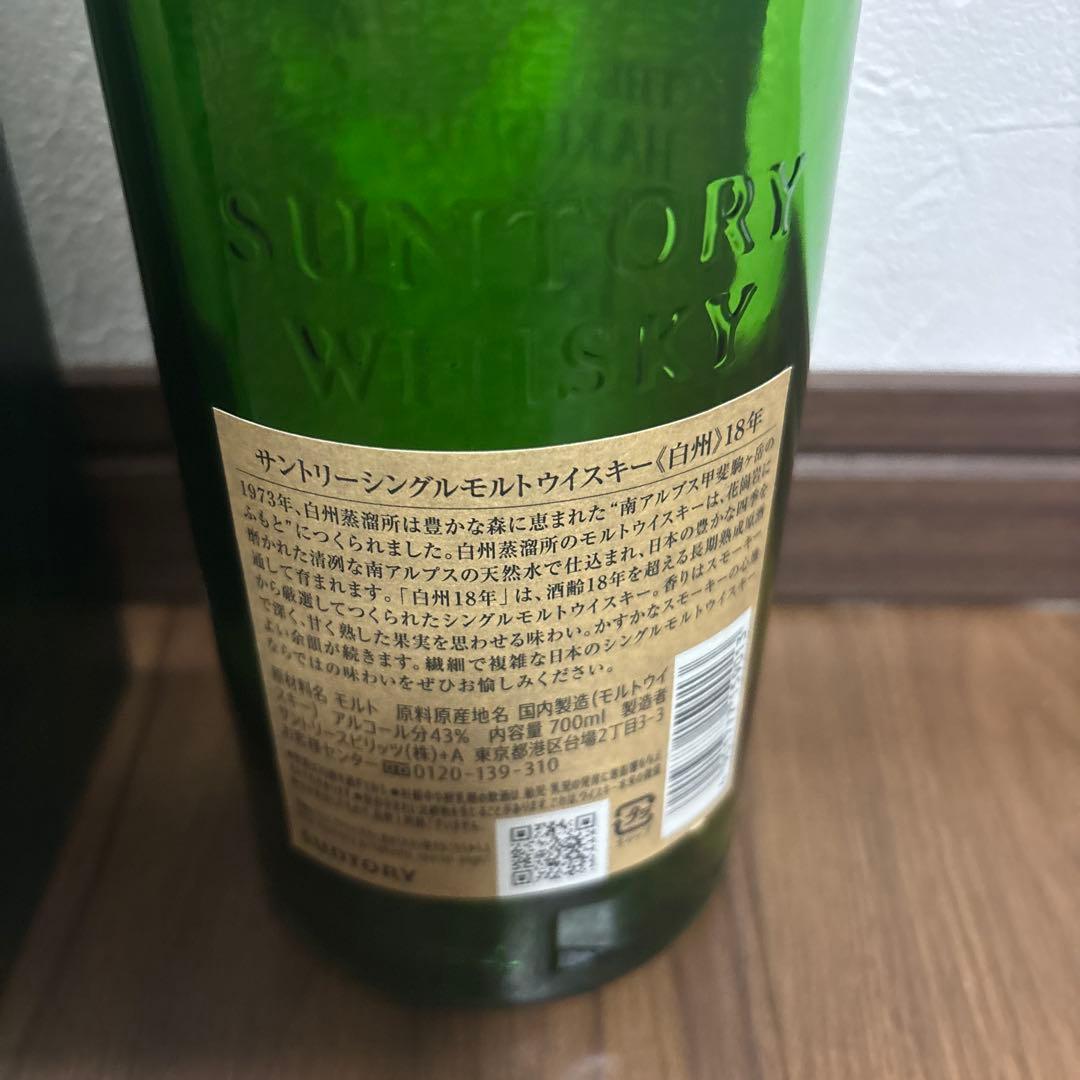 SUNTORY
WHISKY
サントリーシングルモルトウイスキー《白州》18年
1973年、白州蒸溜所は豊かな森に恵まれた“南アルプス甲斐駒ヶ岳の
ふもと”につくられました。白州蒸溜所のモルトウイスキーは、花崗岩に
磨かれた清冽な南アルプスの天然水で仕込まれ、日本の豊かな四季を
通して育まれます。「白州18年」は、酒齢18年を超える長期熟成原酒
から厳選してつくられたシングルモルトウイスキー。香りはスモーキー
で深く、甘く熟した果実を思わせる味わい。かすかなスモーキーの心地
よい余韻が続きます。繊細で複雑な日本のシングルモルトウイスキー
ならではの味わいをぜひお愉しみください。
原材料名 モルト 原料原産地名 国内製造(モルトウイ
スキー) アルコール分43% 内容量700ml 製造者
サントリースピリッツ(株)+A 東京都港区台場2丁目3-3
お客様センター 0120-139-310
SUNTORY